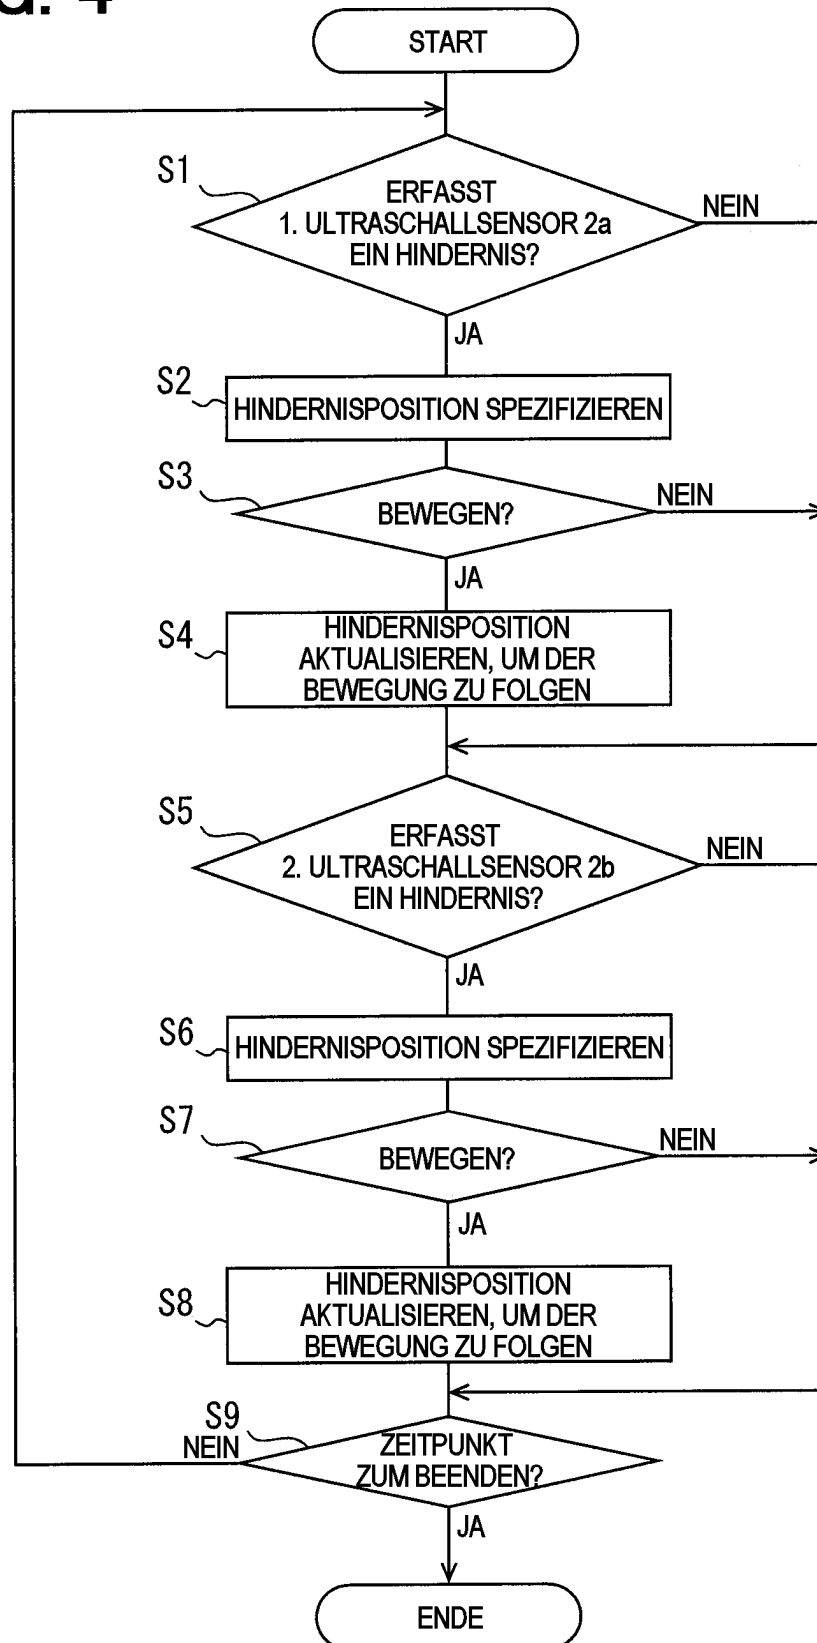 START
S1
ERFASST
1. ULTRASCHALLSENSOR 2a
EIN HINDERNIS?
NEIN
JA
S2
HINDERNISPOSITION SPEZIFIZIEREN
S3
BEWEGEN?
NEIN
JA
S4
HINDERNISPOSITION
AKTUALISIEREN, UM DER
BEWEGUNG ZU FOLGEN
S5
ERFASST
2. ULTRASCHALLSENSOR 2b
EIN HINDERNIS?
NEIN
JA
S6
HINDERNISPOSITION SPEZIFIZIEREN
S7
BEWEGEN?
NEIN
JA
S8
HINDERNISPOSITION
AKTUALISIEREN, UM DER
BEWEGUNG ZU FOLGEN
S9
NEIN
ZEITPUNKT
ZUM BEENDEN?
JA
ENDE